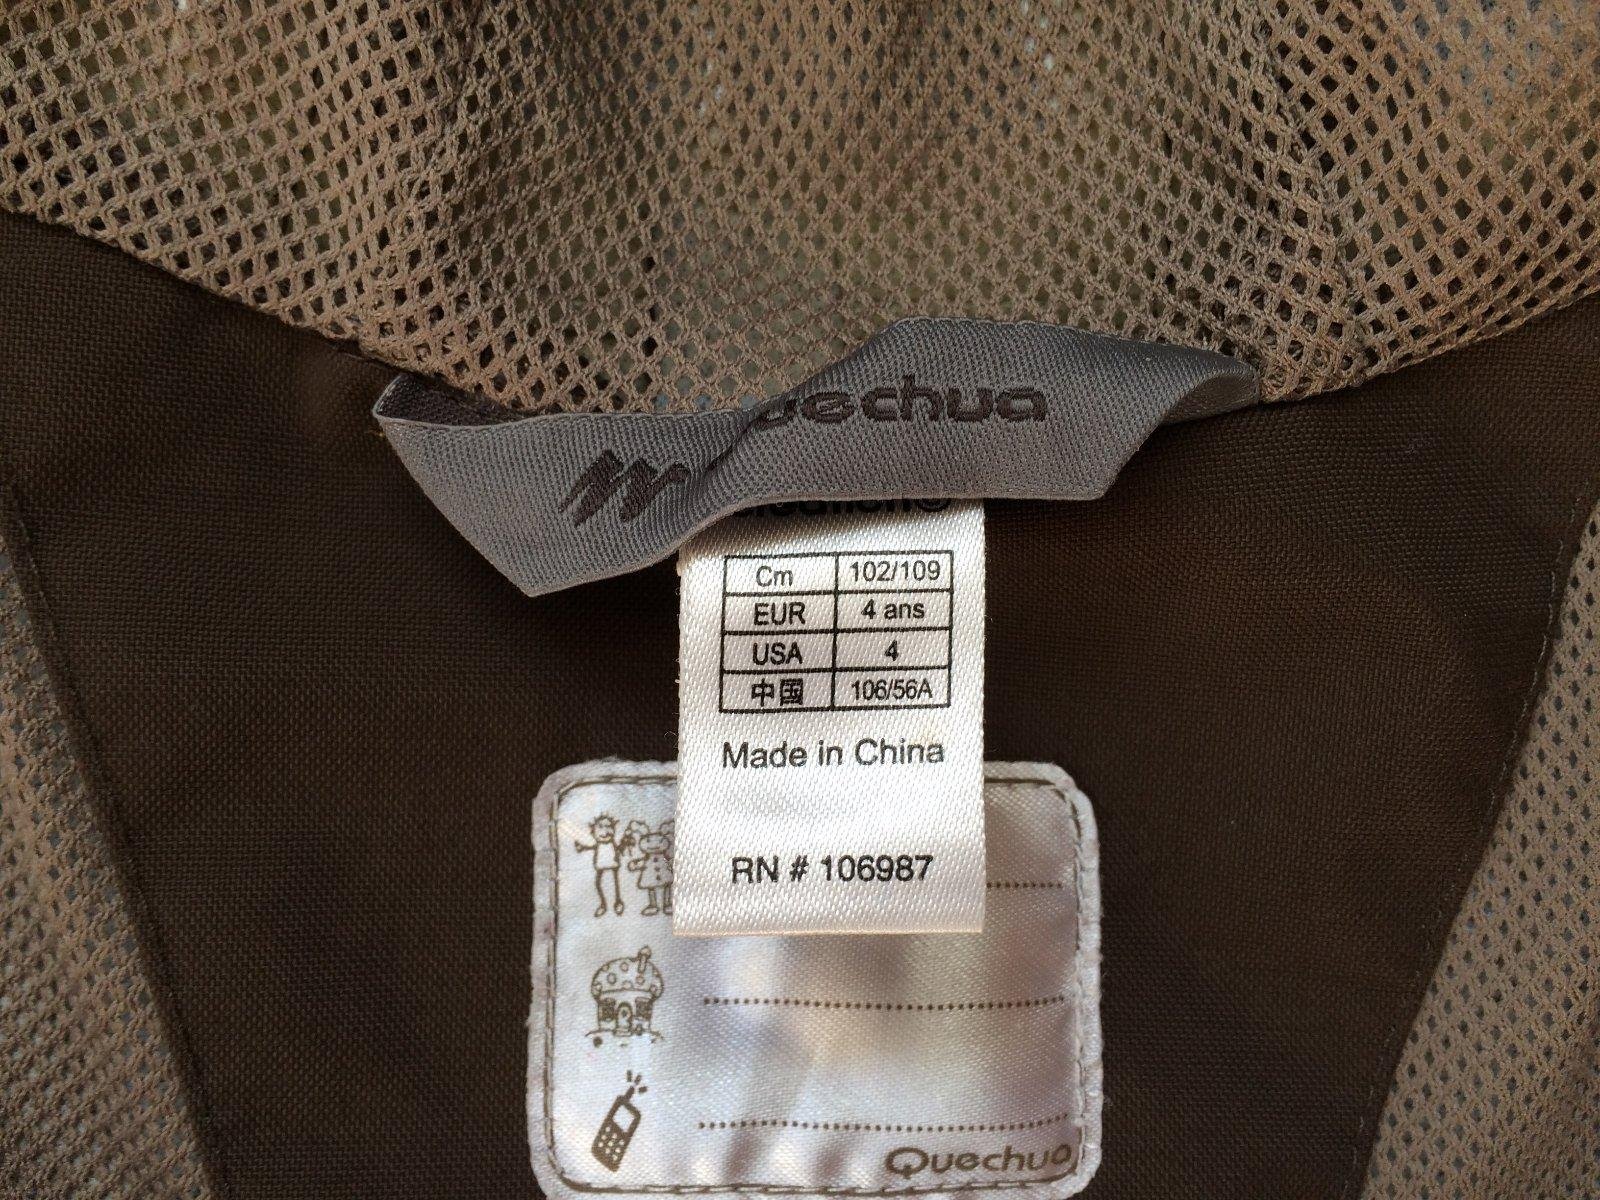 Quechua
Cm 102/109
EUR 4 ans
USA 4
中国 106/56A
Made in China
RN # 106987
Quechua